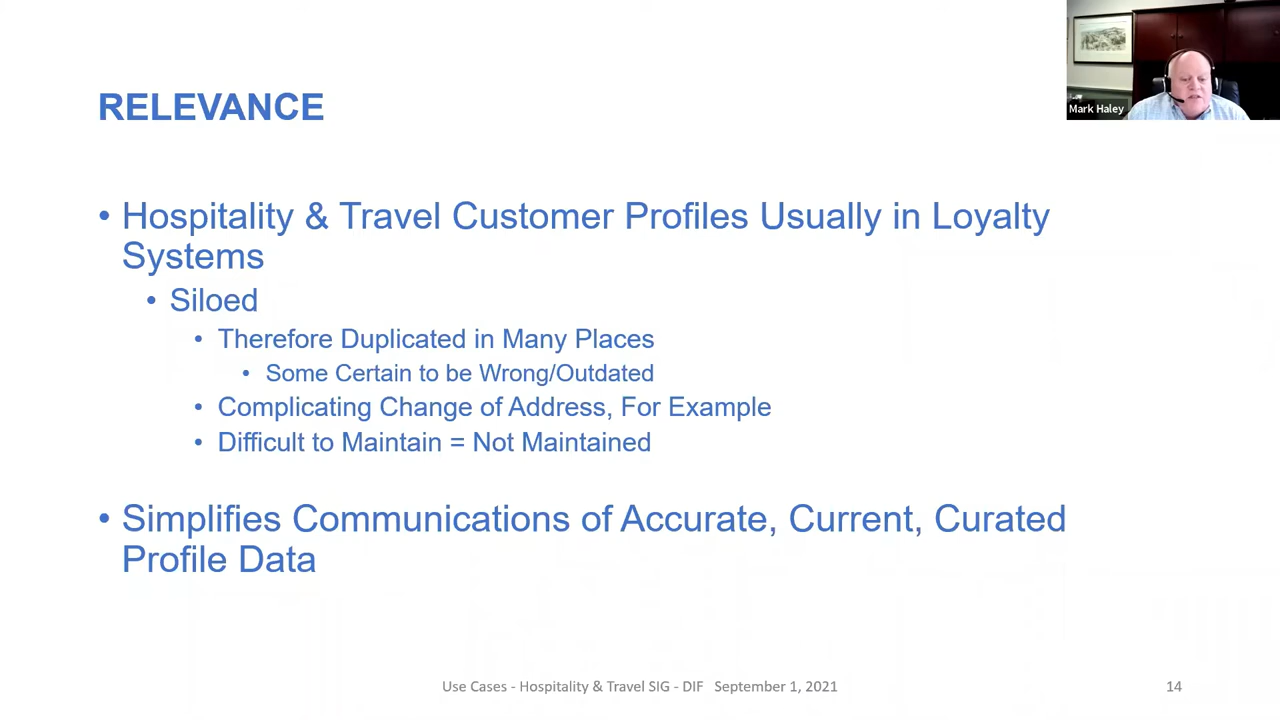 RELEVANCE
• Hospitality & Travel Customer Profiles Usually in Loyalty
Systems
• Siloed
• Therefore Duplicated in Many Places
• Some Certain to be Wrong/Outdated
• Complicating Change of Address, For Example
• Difficult to Maintain = Not Maintained
• Simplifies Communications of Accurate, Current, Curated
Profile Data
Mark Haley
Use Cases - Hospitality & Travel SIG - DIF September 1, 2021
14